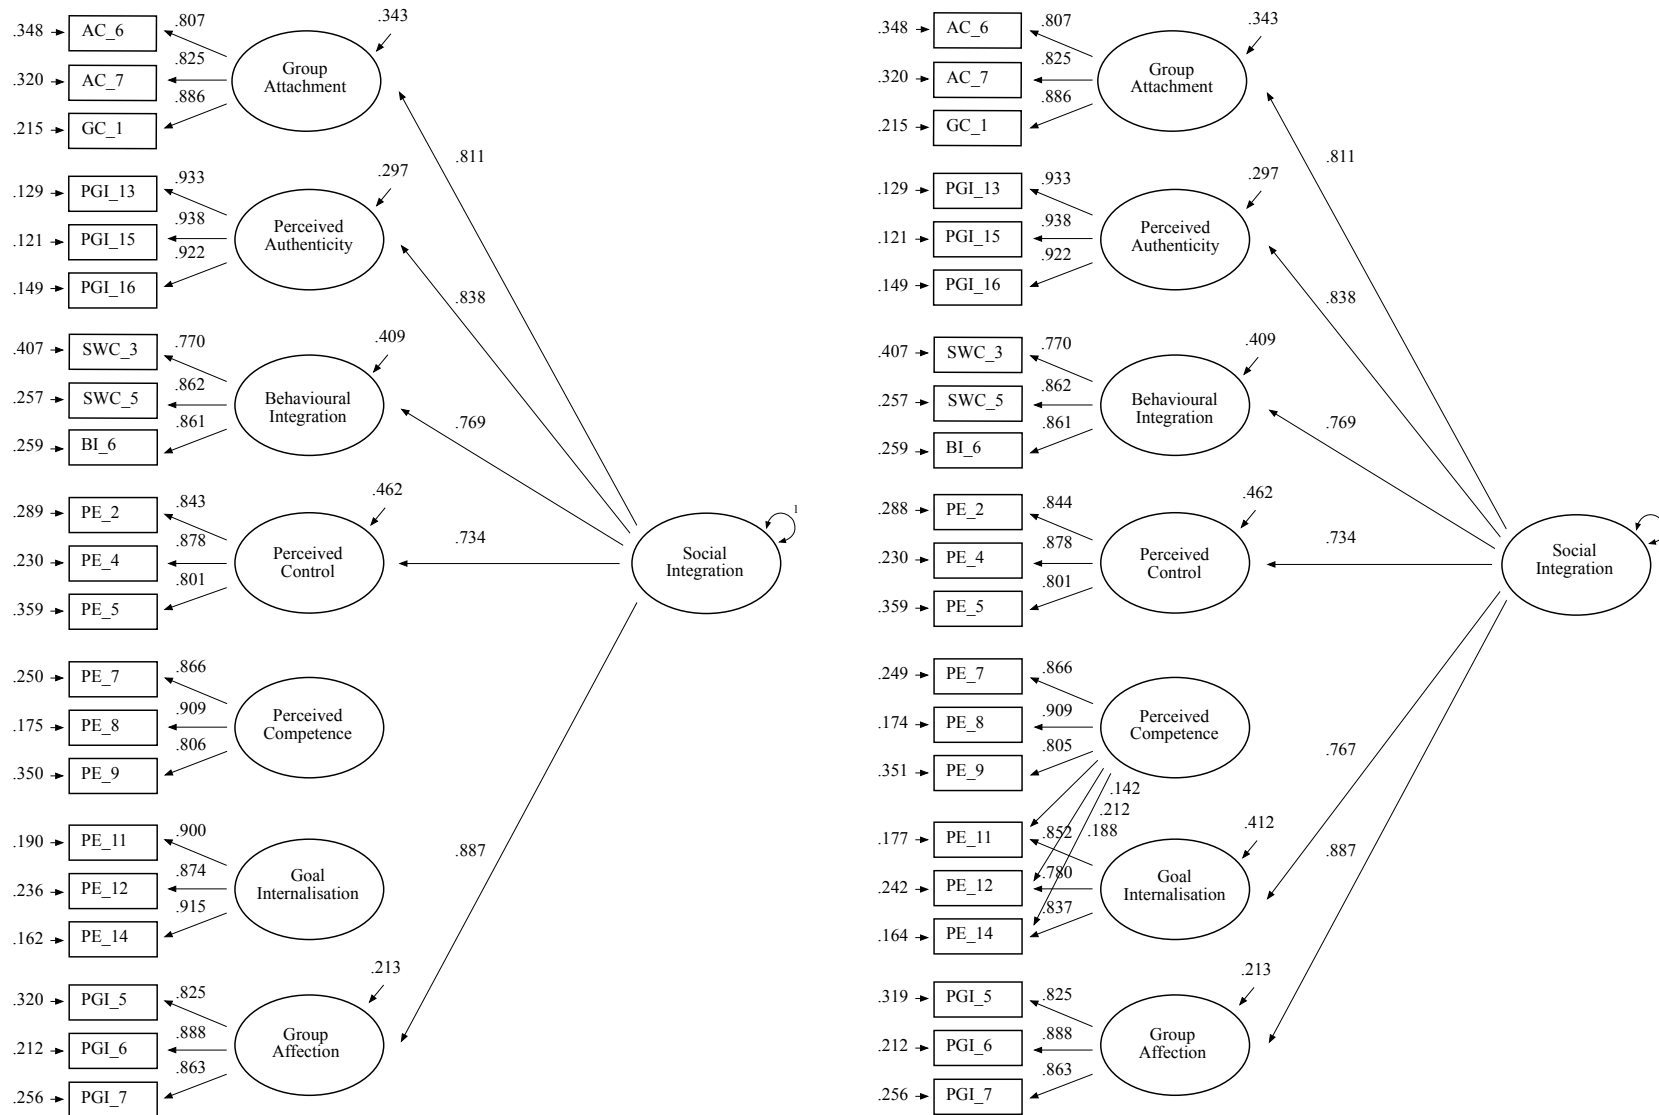 .348
AC_6
.807
.343
.320
AC_7
.825
Group
Attachment
.215
GC_1
.886
.811
.129
PGI_13
.933
.297
.121
PGI_15
.938
Perceived
Authenticity
.149
PGI_16
.922
.838
.407
SWC_3
.770
.409
.257
SWC_5
.862
Behavioural
Integration
.259
BI_6
.861
.769
.289
PE_2
.843
.462
.230
PE_4
.878
Perceived
Control
.359
PE_5
.801
.734
Social
Integration
1
.250
PE_7
.866
.175
PE_8
.909
Perceived
Competence
.350
PE_9
.806
.190
PE_11
.900
.236
PE_12
.874
Goal
Internalisation
.162
PE_14
.915
.887
.320
PGI_5
.825
.213
.212
PGI_6
.888
Group
Affection
.256
PGI_7
.863
.348
AC_6
.807
.343
.320
AC_7
.825
Group
Attachment
.215
GC_1
.886
.811
.129
PGI_13
.933
.297
.121
PGI_15
.938
Perceived
Authenticity
.149
PGI_16
.922
.838
.407
SWC_3
.770
.409
.257
SWC_5
.862
Behavioural
Integration
.259
BI_6
.861
.769
.288
PE_2
.844
.462
.230
PE_4
.878
Perceived
Control
.359
PE_5
.801
.734
Social
Integration
.249
PE_7
.866
.174
PE_8
.909
Perceived
Competence
.351
PE_9
.805
.767
.142
.212
.188
.177
PE_11
.852
.412
.242
PE_12
.780
Goal
Internalisation
.164
PE_14
.837
.887
.319
PGI_5
.825
.213
.212
PGI_6
.888
Group
Affection
.256
PGI_7
.863